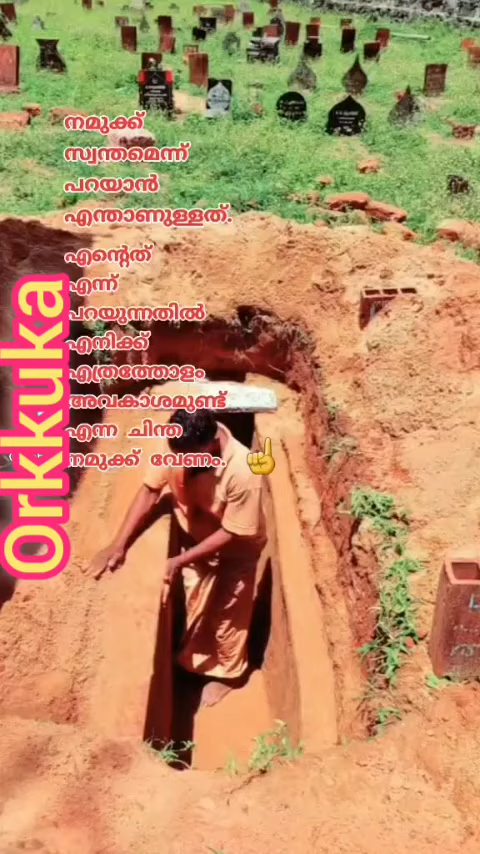 നമുക്ക്
സ്വന്തമെന്ന്
പറയാൻ
എന്താണുള്ളത്.
എന്റെത്
എന്ന്
പറയുന്നതിൽ
എനിക്ക്
എത്രത്തോളം
അവകാശമുണ്ട്
എന്ന ചിന്ത
നമുക്ക് വേണം. ☝
Orkkuka